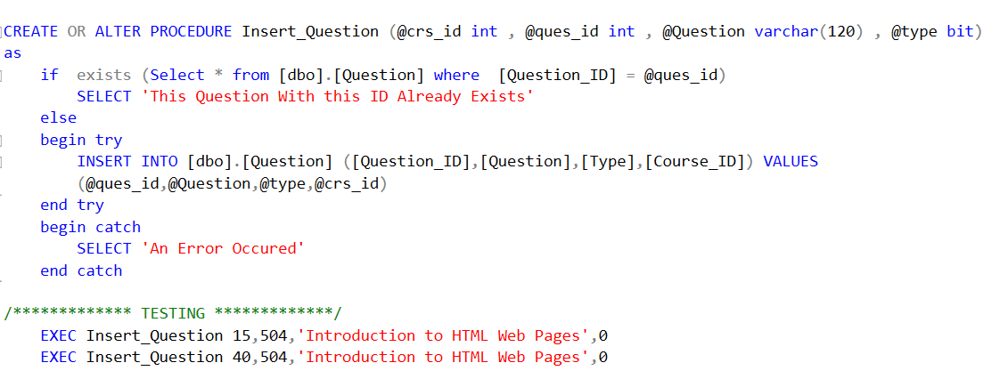 CREATE OR ALTER PROCEDURE Insert_Question (@crs_id int , @ques_id int , @Question varchar(120) , @type bit)
as
    if  exists (Select * from [dbo].[Question] where  [Question_ID] = @ques_id)
        SELECT 'This Question With this ID Already Exists'
    else
    begin try
        INSERT INTO [dbo].[Question] ([Question_ID],[Question],[Type],[Course_ID]) VALUES
        (@ques_id,@Question,@type,@crs_id)
    end try
    begin catch
        SELECT 'An Error Occured'
    end catch
/************* TESTING *************/
    EXEC Insert_Question 15,504,'Introduction to HTML Web Pages',0
    EXEC Insert_Question 40,504,'Introduction to HTML Web Pages',0